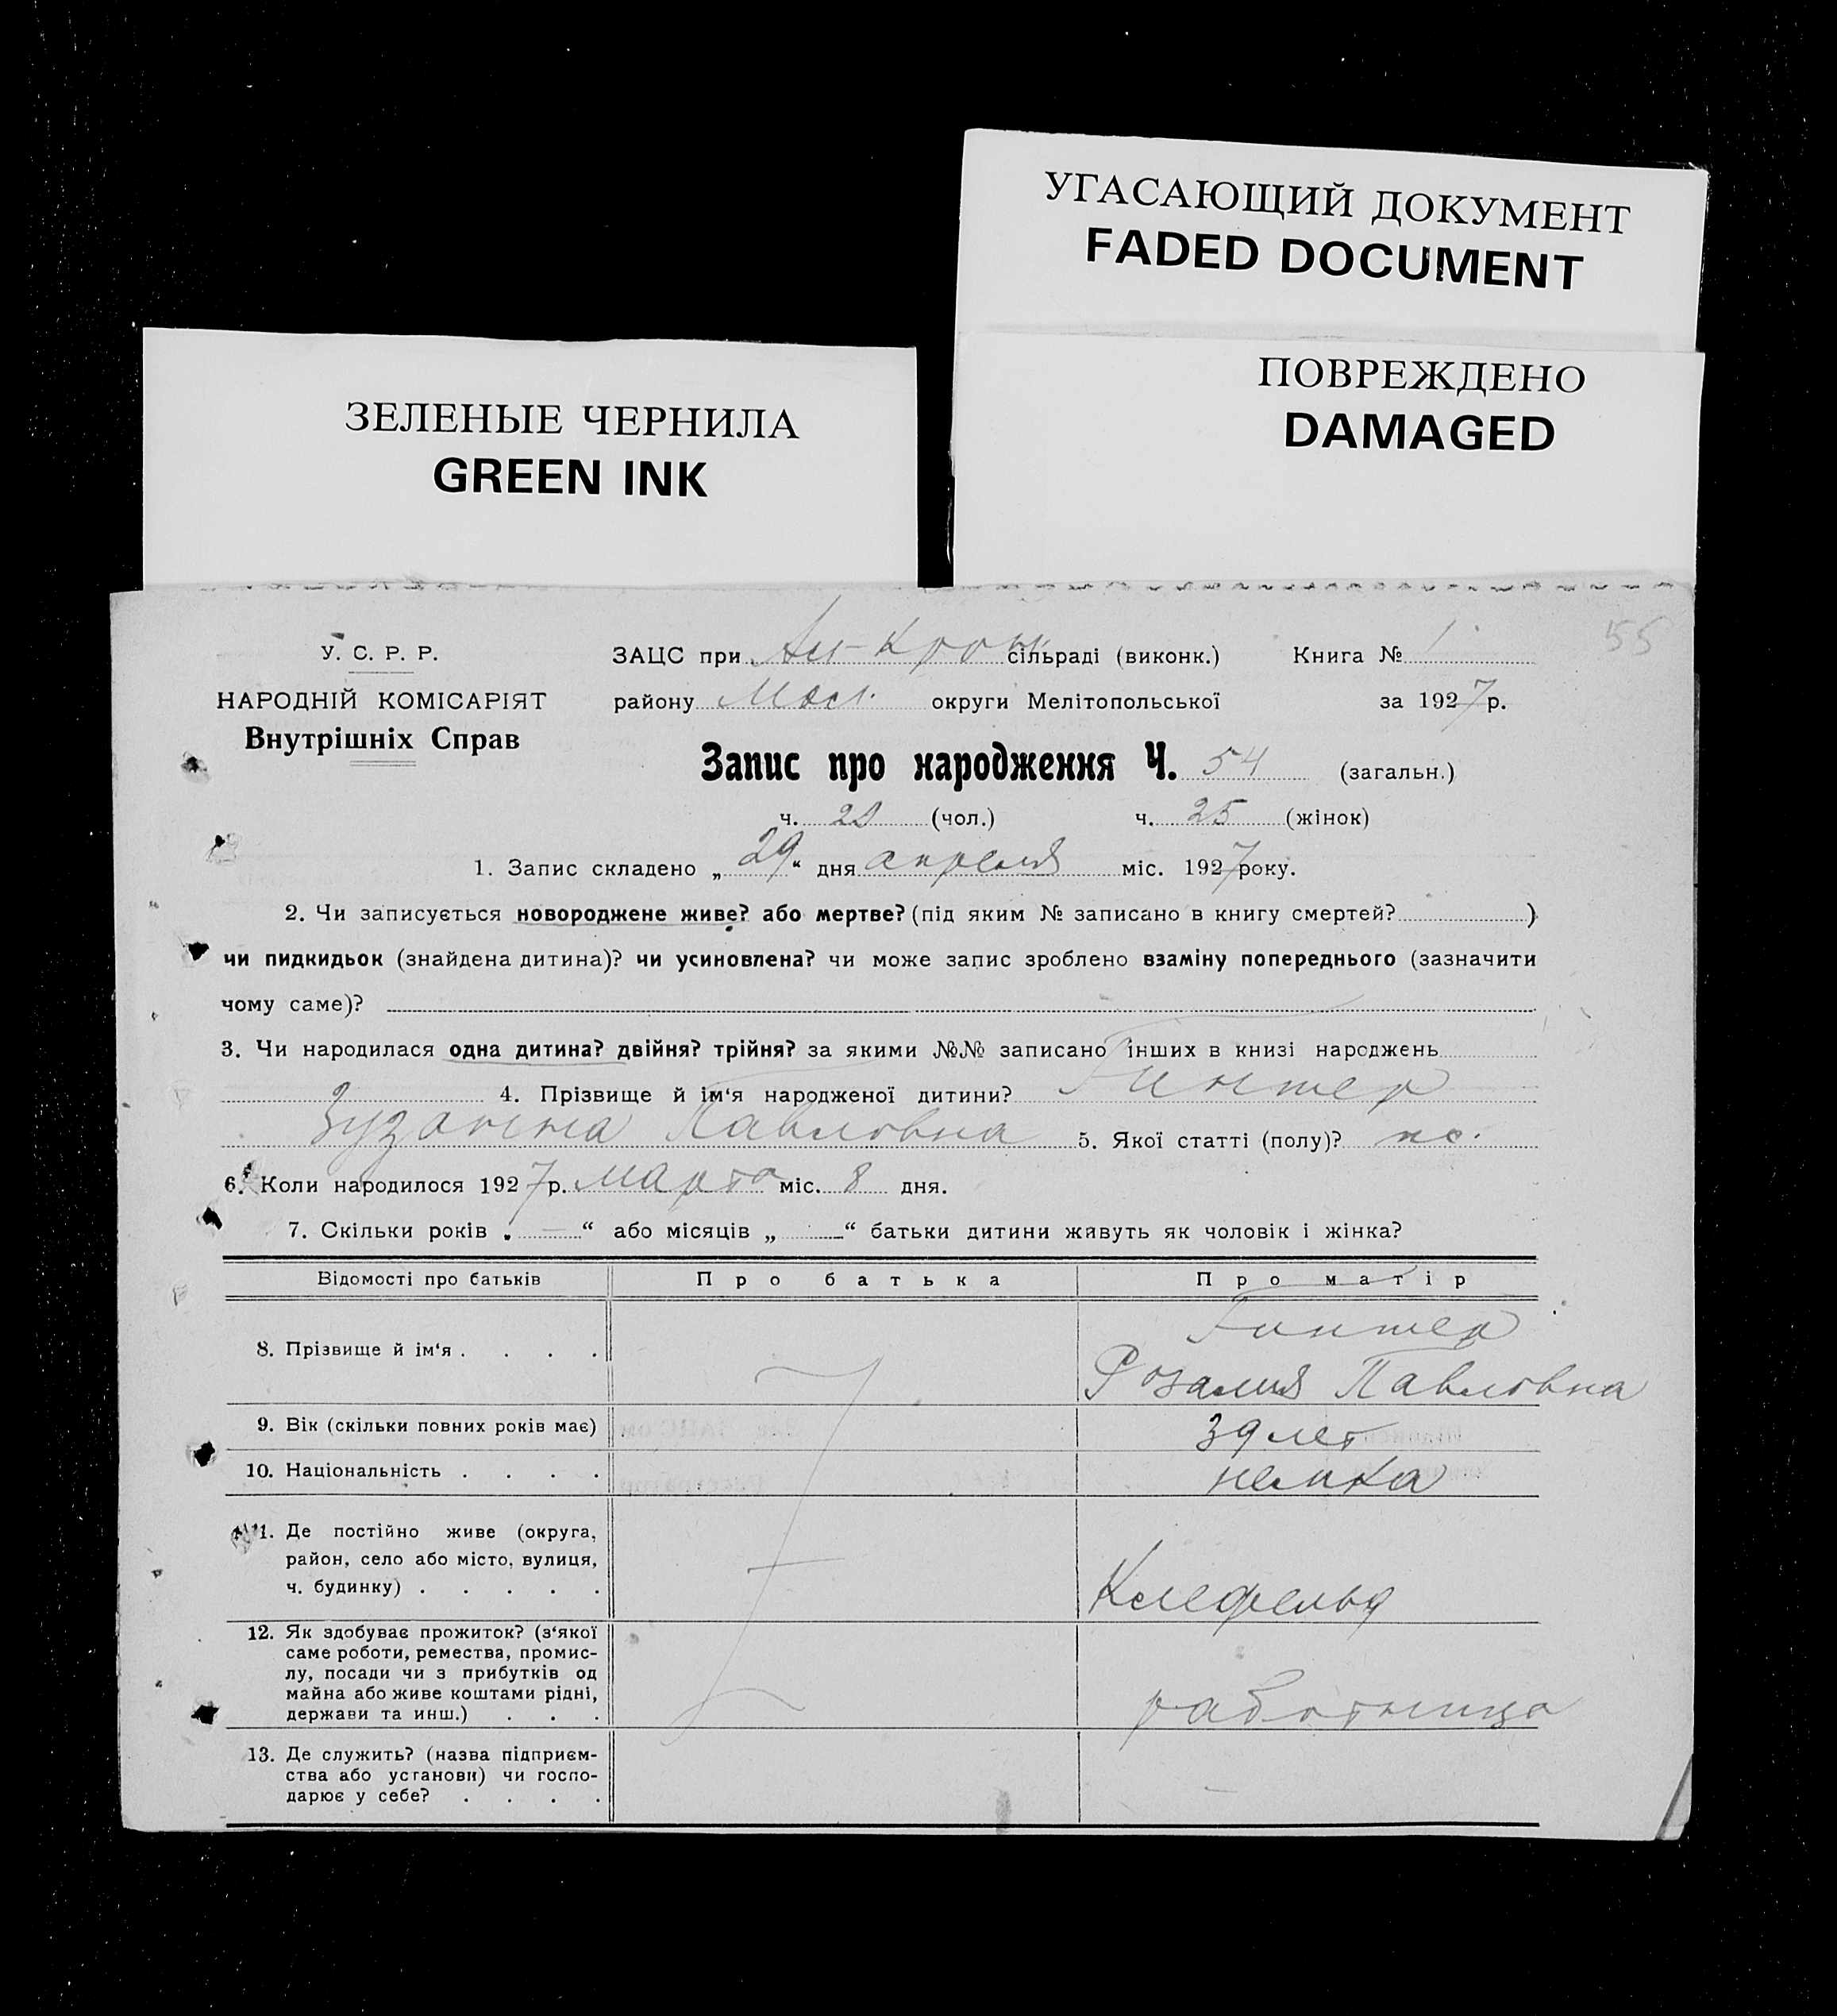 УГАСАЮЩИЙ ДОКУМЕНТ
FADED DOCUMENT
ПОВРЕЖДЕНО
DAMAGED
ЗЕЛЕНЫЕ ЧЕРНИЛА
GREEN INK
55
У. С. Р. Р.
НАРОДНІЙ КОМІСАРІЯТ
Внутрішніх Справ
ЗАЦС при сільраді (виконк.) Книга № 1
району Мол. округи Мелітопольської за 1927 р.
Запис про народження Ч. 54 (загальн.)
ч. (чол.) ч. 25 (жінок)
1. Запис складено „29“ дня апреля міс. 1927 року.
2. Чи записується новороджене живе? або мертве? (під яким № записано в книгу смертей? )
чи пидкидьок (знайдена дитина)? чи усиновлена? чи може запис зроблено взаміну попереднього (зазначити
чому саме)?
3. Чи народилася одна дитина? двійня? трійня? за якими №№ записано інших в книзі народжень
4. Прізвище й ім‘я народженої дитини? Гинтер
Зузанна Павловна 5. Якої статті (полу)? ж.
6. Коли народилося 1927 р. марта міс. 8 дня.
7. Скільки років „—“ або місяців „—“ батьки дитини живуть як чоловік і жінка?
Відомості про батьків Про батька Про матір
8. Прізвище й ім‘я . . . . Гинтер
Розалия Павловна
9. Вік (скільки повних років має) 39 лет
10. Національність . . . . немка
11. Де постійно живе (округа,
район, село або місто, вулиця,
ч. будинку) . . . . . Клефельд
12. Як здобуває прожиток? (з‘якої
саме роботи, ремества, промис-
лу, посади чи з прибутків од
майна або живе коштами рідні,
держави та инш.) . . . работница
13. Де служить? (назва підприєм-
ства або установи) чи госпо-
дарює у себе? . . . . —